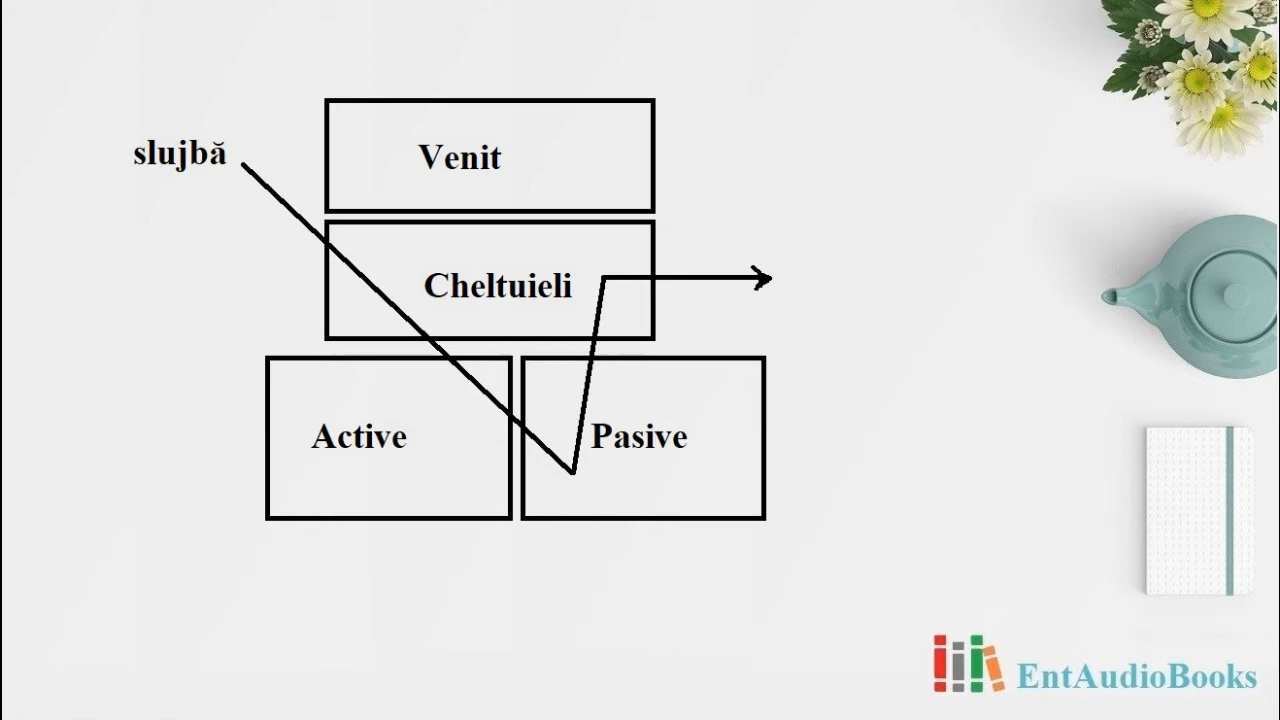 slujbă
Venit
Cheltuieli
Active
Pasive
EntAudioBooks